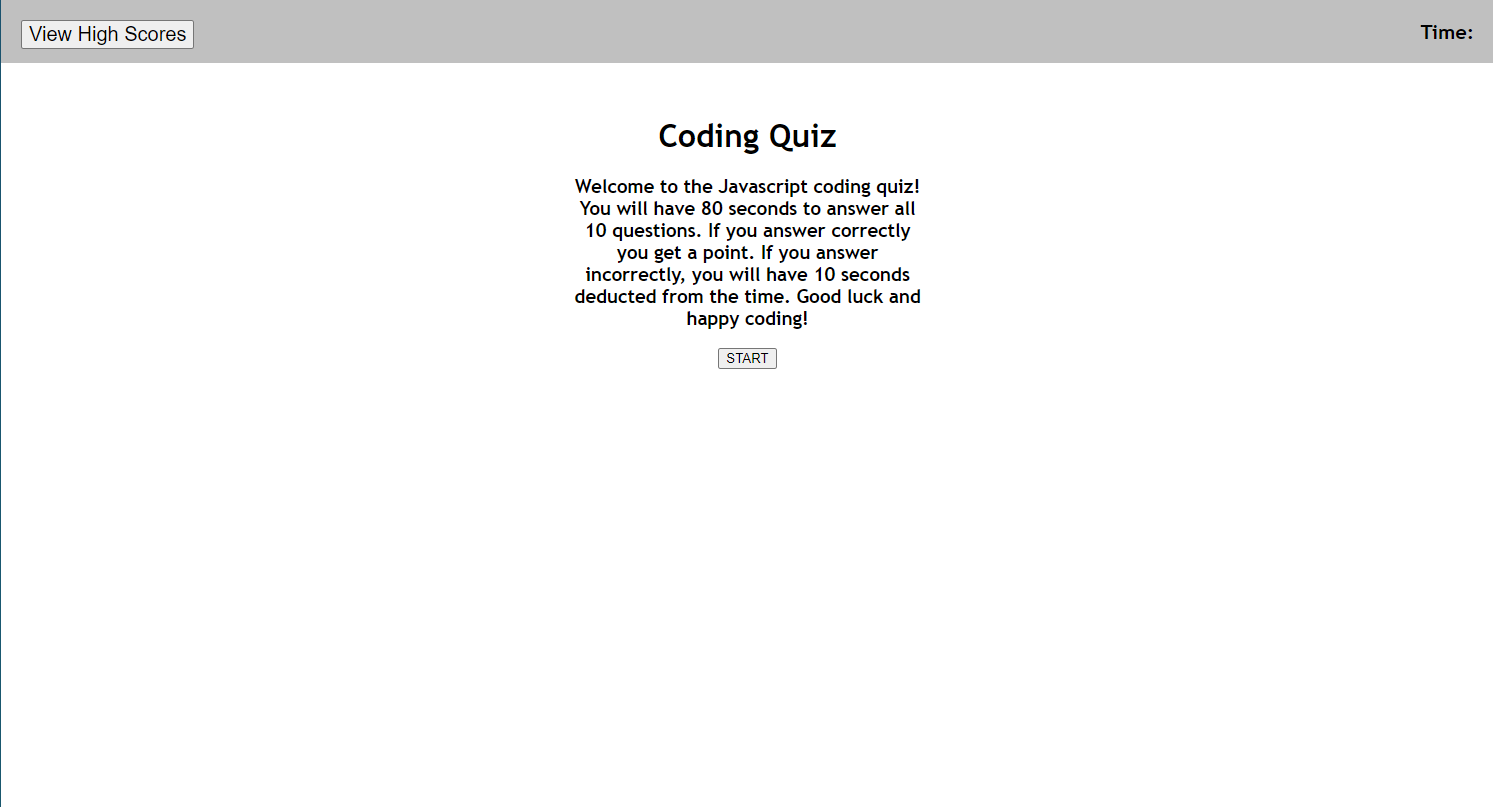 View High Scores
Time:
Coding Quiz
Welcome to the Javascript coding quiz!
You will have 80 seconds to answer all
10 questions. If you answer correctly
you get a point. If you answer
incorrectly, you will have 10 seconds
deducted from the time. Good luck and
happy coding!
START